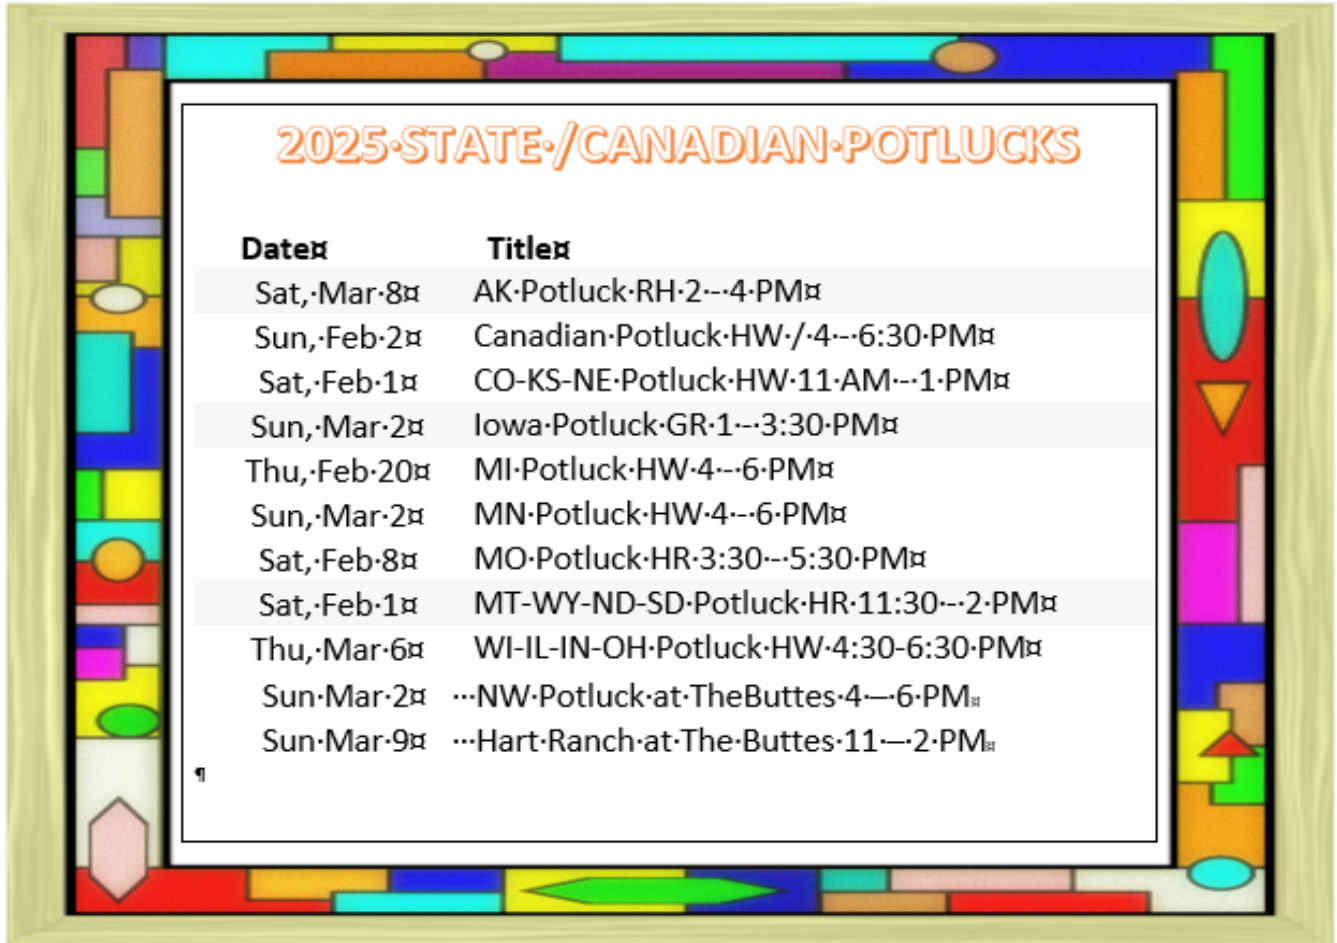 2025·STATE·/CANADIAN·POTLUCKS
Date¤ Title¤
Sat,·Mar·8¤ AK·Potluck·RH·2·-·4·PM¤
Sun,·Feb·2¤ Canadian·Potluck·HW·/·4·-·6:30·PM¤
Sat,·Feb·1¤ CO-KS-NE·Potluck·HW·11·AM·-·1·PM¤
Sun,·Mar·2¤ Iowa·Potluck·GR·1·-·3:30·PM¤
Thu,·Feb·20¤ MI·Potluck·HW·4·-·6·PM¤
Sun,·Mar·2¤ MN·Potluck·HW·4·-·6·PM¤
Sat,·Feb·8¤ MO·Potluck·HR·3:30·-·5:30·PM¤
Sat,·Feb·1¤ MT-WY-ND-SD·Potluck·HR·11:30·-·2·PM¤
Thu,·Mar·6¤ WI-IL-IN-OH·Potluck·HW·4:30-6:30·PM¤
Sun·Mar·2¤ ···NW·Potluck·at·TheButtes·4·–·6·PM¤
Sun·Mar·9¤ ···Hart·Ranch·at·The·Buttes·11·–·2·PM¤
¶